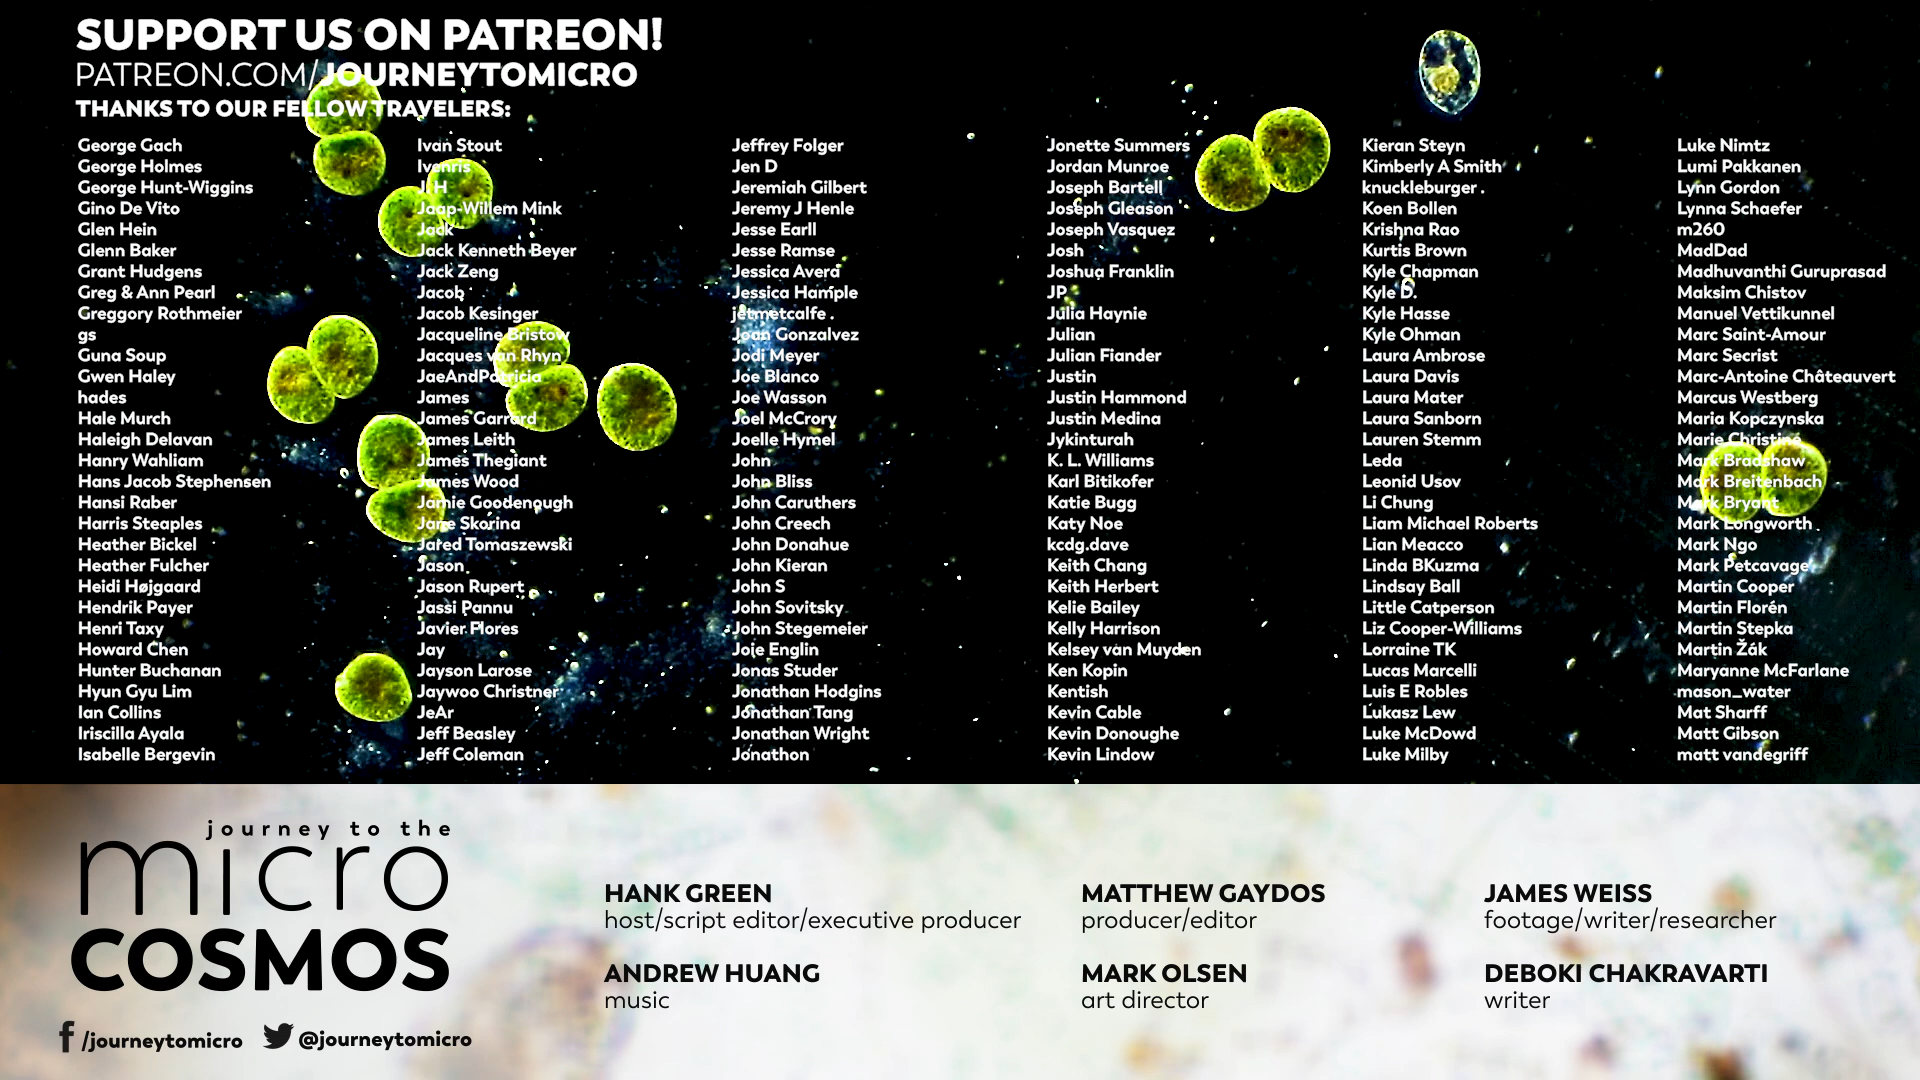 SUPPORT US ON PATREON!
PATREON.COM/JOURNEYTOMICRO
THANKS TO OUR FELLOW TRAVELERS:
George Gach
George Holmes
George Hunt-Wiggins
Gino De Vito
Glen Hein
Glenn Baker
Grant Hudgens
Greg & Ann Pearl
Greggory Rothmeier
gs
Guna Soup
Gwen Haley
hades
Hale Murch
Haleigh Delavan
Hanry Wahliam
Hans Jacob Stephensen
Hansi Raber
Harris Steaples
Heather Bickel
Heather Fulcher
Heidi Højgaard
Hendrik Payer
Henri Taxy
Howard Chen
Hunter Buchanan
Hyun Gyu Lim
Ian Collins
Iriscilla Ayala
Isabelle Bergevin
Ivan Stout
Ivenris
J. H
Jaap-Willem Mink
Jack
Jack Kenneth Beyer
Jack Zeng
Jacob
Jacob Kesinger
Jacqueline Bristow
Jacques van Rhyn
JaeAndPatricia
James
James Garrard
James Leith
James Thegiant
James Wood
Jamie Goodenough
Jane Skorina
Jared Tomaszewski
Jason
Jason Rupert
Jassi Pannu
Javier Flores
Jay
Jayson Larose
Jaywoo Christner
JeAr
Jeff Beasley
Jeff Coleman
Jeffrey Folger
Jen D
Jeremiah Gilbert
Jeremy J Henle
Jesse Earll
Jesse Ramse
Jessica Averd
Jessica Hample
jetmetcalfe .
Joan Gonzalvez
Jodi Meyer
Joe Blanco
Joe Wasson
Joel McCrory
Joelle Hymel
John
John Bliss
John Caruthers
John Creech
John Donahue
John Kieran
John S
John Sovitsky
John Stegemeier
Joie Englin
Jonas Studer
Jonathan Hodgins
Jonathan Tang
Jonathan Wright
Jonathon
Jonette Summers
Jordan Munroe
Joseph Bartell
Joseph Gleason
Joseph Vasquez
Josh
Joshua Franklin
JP
Julia Haynie
Julian
Julian Fiander
Justin
Justin Hammond
Justin Medina
Jykinturah
K. L. Williams
Karl Bitikofer
Katie Bugg
Katy Noe
kcdg.dave
Keith Chang
Keith Herbert
Kelie Bailey
Kelly Harrison
Kelsey van Muyden
Ken Kopin
Kentish
Kevin Cable
Kevin Donoughe
Kevin Lindow
Kieran Steyn
Kimberly A Smith
knuckleburger .
Koen Bollen
Krishna Rao
Kurtis Brown
Kyle Chapman
Kyle D.
Kyle Hasse
Kyle Ohman
Laura Ambrose
Laura Davis
Laura Mater
Laura Sanborn
Lauren Stemm
Leda
Leonid Usov
Li Chung
Liam Michael Roberts
Lian Meacco
Linda BKuzma
Lindsay Ball
Little Catperson
Liz Cooper-Williams
Lorraine TK
Lucas Marcelli
Luis E Robles
Lukasz Lew
Luke McDowd
Luke Milby
Luke Nimtz
Lumi Pakkanen
Lynn Gordon
Lynna Schaefer
m260
MadDad
Madhuvanthi Guruprasad
Maksim Chistov
Manuel Vettikunnel
Marc Saint-Amour
Marc Secrist
Marc-Antoine Châteauvert
Marcus Westberg
Maria Kopczynska
Marie Christine
Mark Bradshaw
Mark Breitenbach
Mark Bryant
Mark Longworth
Mark Ngo
Mark Petcavage
Martin Cooper
Martin Florén
Martin Stepka
Martin Žák
Maryanne McFarlane
mason_water
Mat Sharff
Matt Gibson
matt vandegriff
journey to the
micro
COSMOS
/journeytomicro @journeytomicro
HANK GREEN
host/script editor/executive producer
MATTHEW GAYDOS
producer/editor
JAMES WEISS
footage/writer/researcher
ANDREW HUANG
music
MARK OLSEN
art director
DEBOKI CHAKRAVARTI
writer